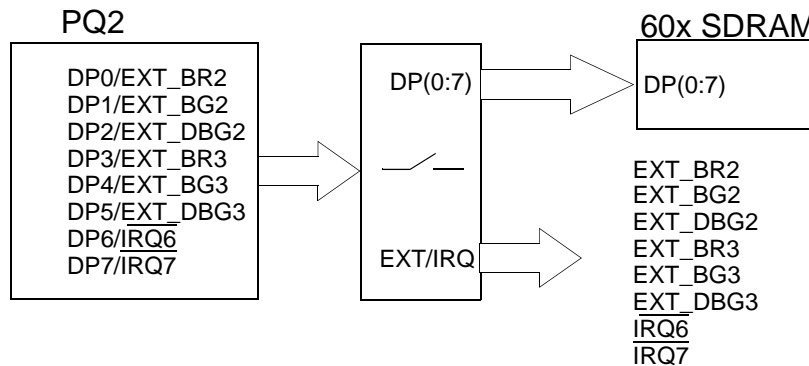 PQ2
DP0/EXT_BR2
DP1/EXT_BG2
DP2/EXT_DBG2
DP3/EXT_BR3
DP4/EXT_BG3
DP5/EXT_DBG3
DP6/IRQ6
DP7/IRQ7
DP(0:7)
EXT/IRQ
60x SDRAM
DP(0:7)
EXT_BR2
EXT_BG2
EXT_DBG2
EXT_BR3
EXT_BG3
EXT_DBG3
IRQ6
IRQ7